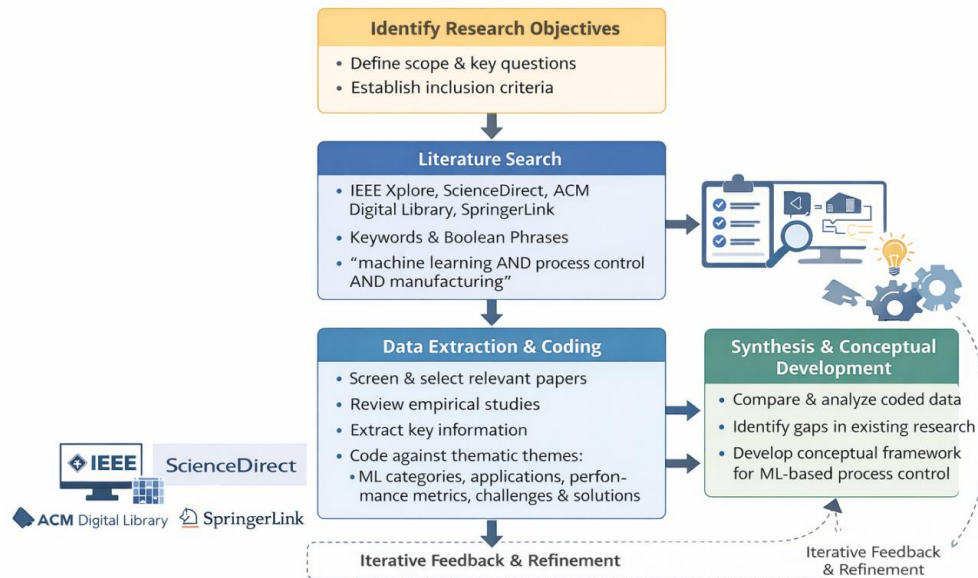 Identify Research Objectives
• Define scope & key questions
• Establish inclusion criteria
Literature Search
• IEEE Xplore, ScienceDirect, ACM
Digital Library, SpringerLink
• Keywords & Boolean Phrases
• “machine learning AND process control
AND manufacturing”
Data Extraction & Coding
• Screen & select relevant papers
• Review empirical studies
• Extract key information
• Code against thematic themes:
• ML categories, applications, perfon-
mance metrics, challenges & solutions
Synthesis & Conceptual
Development
• Compare & analyze coded data
• Identify gaps in existing research
• Develop conceptual framework
for ML-based process control
IEEE
ScienceDirect
ACM Digital Library
SpringerLink
Iterative Feedback & Refinement
Iterative Feedback
& Refinement